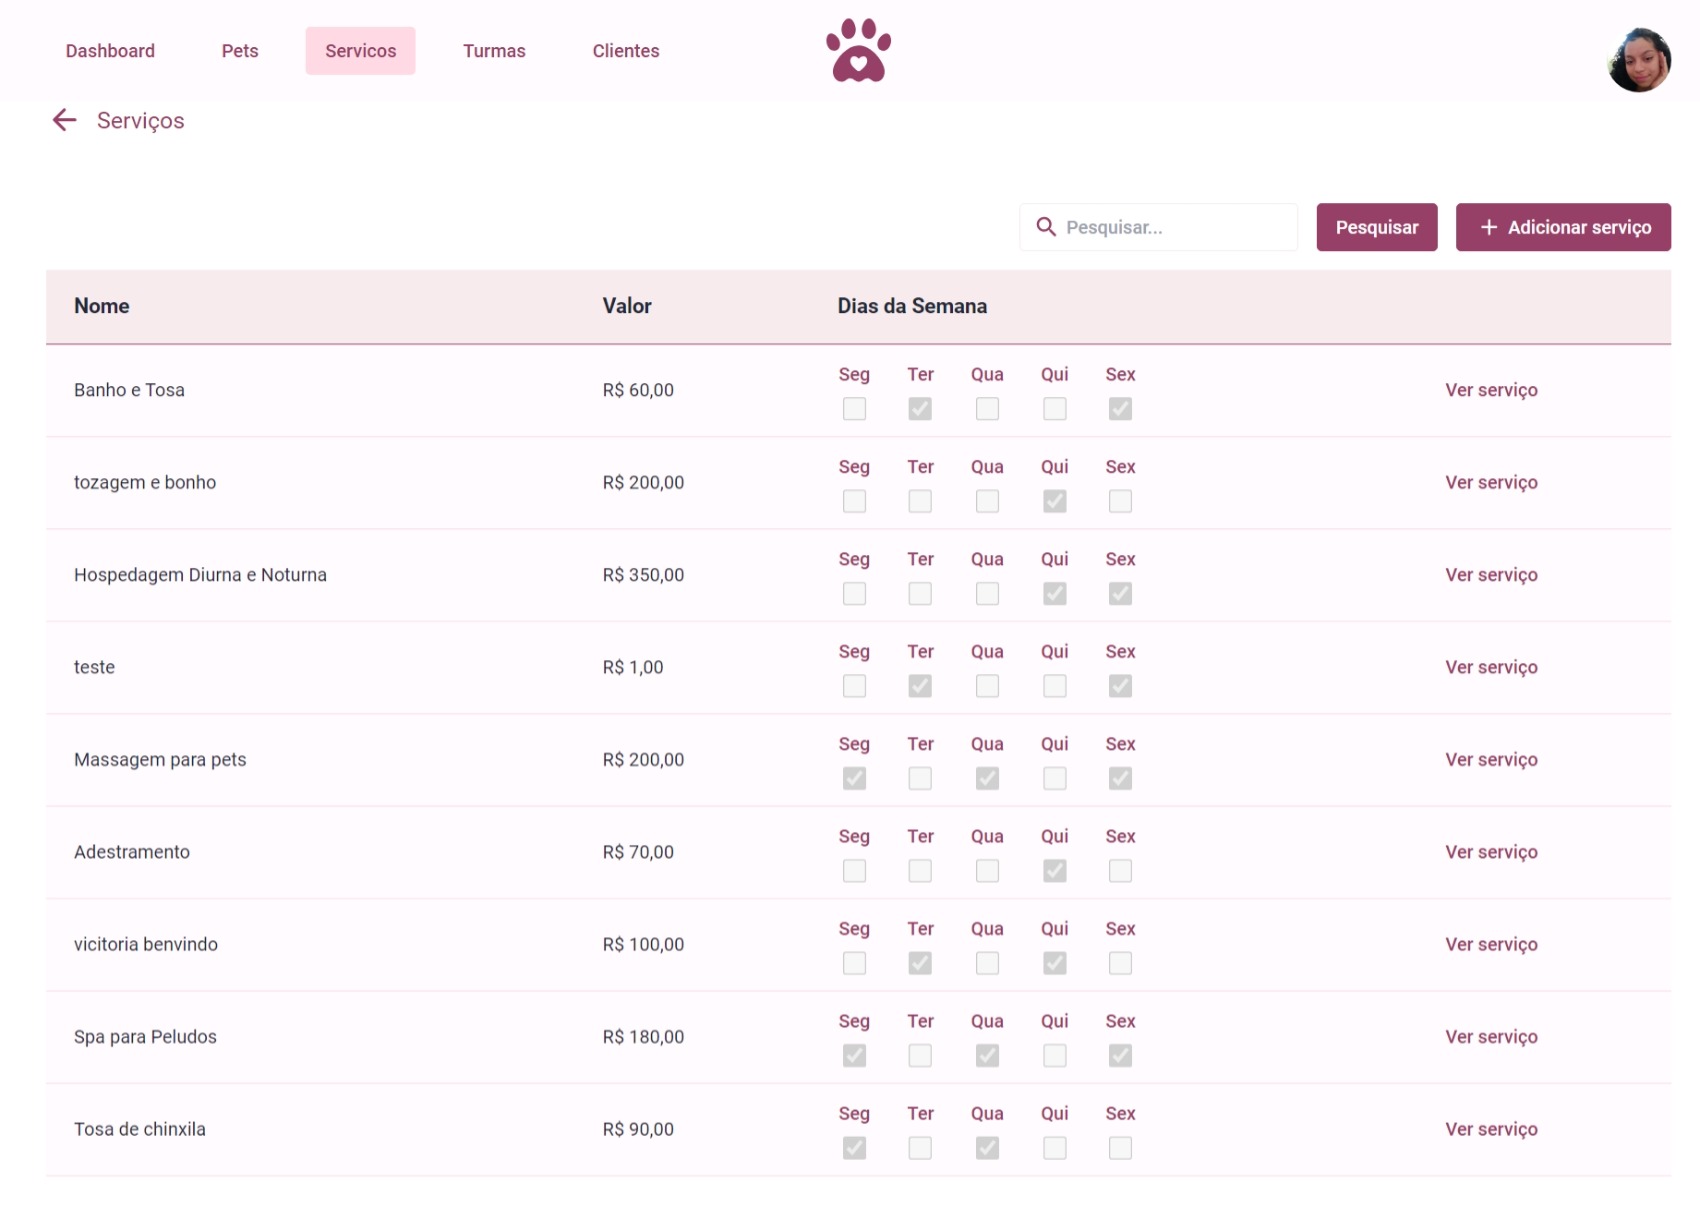 Dashboard Pets Servicos Turmas Clientes
Serviços
Pesquisar... Pesquisar + Adicionar serviço
Nome Valor Dias da Semana
Seg Ter Qua Qui Sex
Banho e Tosa R$ 60,00 Ver serviço
Seg Ter Qua Qui Sex
tozagem e bonho R$ 200,00 Ver serviço
Seg Ter Qua Qui Sex
Hospedagem Diurna e Noturna R$ 350,00 Ver serviço
Seg Ter Qua Qui Sex
teste R$ 1,00 Ver serviço
Seg Ter Qua Qui Sex
Massagem para pets R$ 200,00 Ver serviço
Seg Ter Qua Qui Sex
Adestramento R$ 70,00 Ver serviço
Seg Ter Qua Qui Sex
vicitoria benvindo R$ 100,00 Ver serviço
Seg Ter Qua Qui Sex
Spa para Peludos R$ 180,00 Ver serviço
Seg Ter Qua Qui Sex
Tosa de chinxila R$ 90,00 Ver serviço